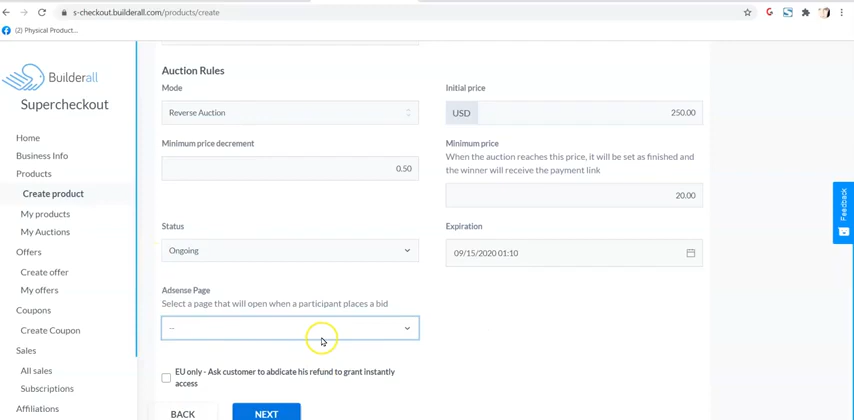 s-checkout.builderall.com/products/create
(2) Physical Product...
Builderall
Supercheckout
Home
Business Info
Products
Create product
My products
My Auctions
Offers
Create offer
My offers
Coupons
Create Coupon
Sales
All sales
Subscriptions
Affiliations
Auction Rules
Mode
Reverse Auction
Initial price
USD 250.00
Minimum price decrement
0.50
Minimum price
When the auction reaches this price, it will be set as finished and
the winner will receive the payment link
20.00
Status
Ongoing
Expiration
09/15/2020 01:10
Adsense Page
Select a page that will open when a participant places a bid
--
EU only - Ask customer to abdicate his refund to grant instantly
access
BACK
NEXT
Feedback